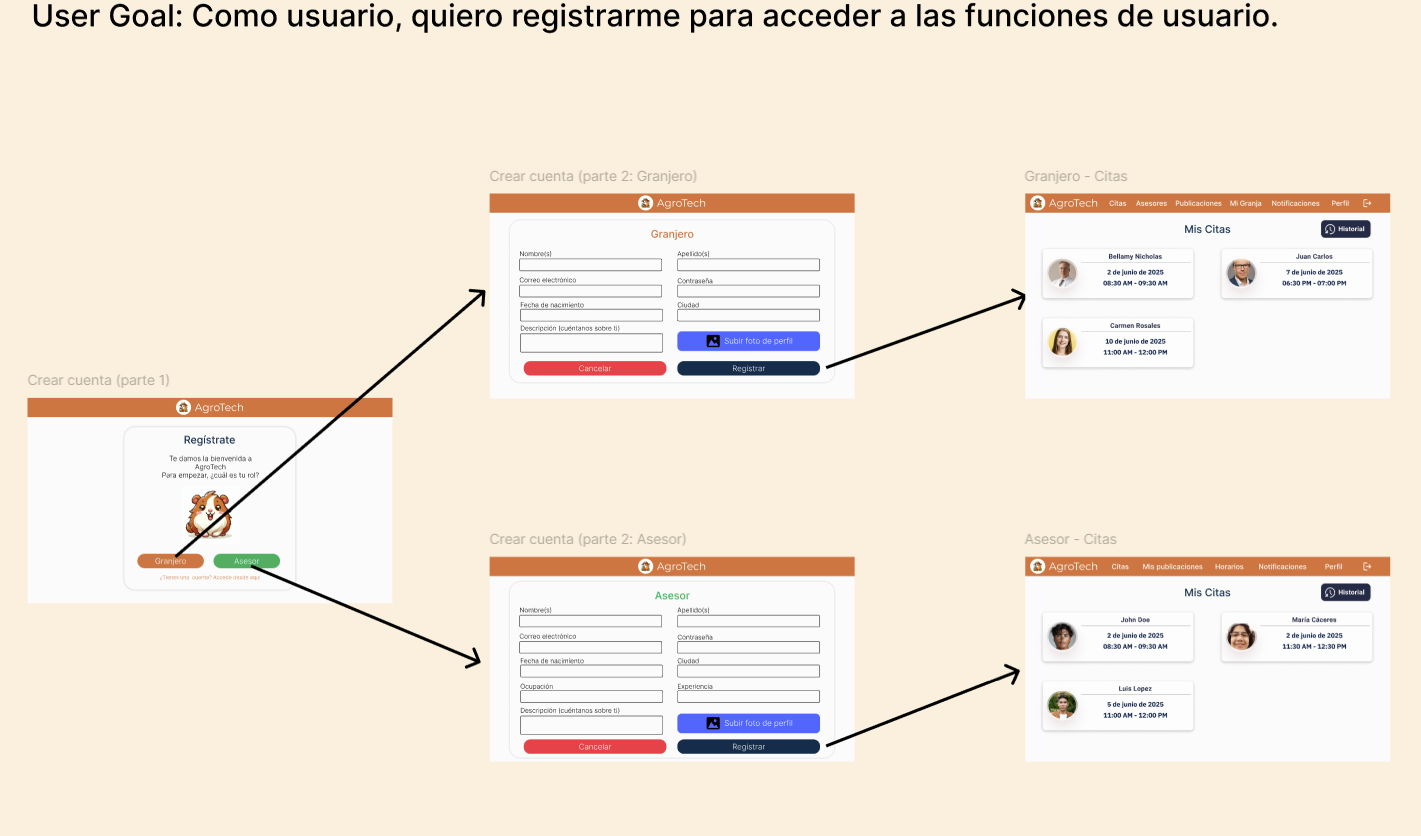 User Goal: Como usuario, quiero registrarme para acceder a las funciones de usuario.
Crear cuenta (parte 1)
AgroTech
Regístrate
Te damos la bienvenida a
AgroTech
Para empezar, ¿cuál es tu rol?
Granjero
Asesor
¿Tienes una cuenta? Accede desde aquí
Crear cuenta (parte 2: Granjero)
AgroTech
Granjero
Nombre(s)
Apellido(s)
Correo electrónico
Contraseña
Fecha de nacimiento
Ciudad
Descripción (cuéntanos sobre ti)
Subir foto de perfil
Cancelar
Registrar
Granjero - Citas
AgroTech Citas Asesores Publicaciones Mi Granja Notificaciones Perfil
Mis Citas
Historial
Bellamy Nicholas
2 de junio de 2025
08:30 AM - 09:30 AM
Juan Carlos
7 de junio de 2025
06:30 PM - 07:00 PM
Carmen Rosales
10 de junio de 2025
11:00 AM - 12:00 PM
Crear cuenta (parte 2: Asesor)
AgroTech
Asesor
Nombre(s)
Apellido(s)
Correo electrónico
Contraseña
Fecha de nacimiento
Ciudad
Ocupación
Experiencia
Descripción (cuéntanos sobre ti)
Subir foto de perfil
Cancelar
Registrar
Asesor - Citas
AgroTech Citas Mis publicaciones Horarios Notificaciones Perfil
Mis Citas
Historial
John Doe
2 de junio de 2025
08:30 AM - 09:30 AM
María Cáceres
2 de junio de 2025
11:30 AM - 12:30 PM
Luis Lopez
5 de junio de 2025
11:00 AM - 12:00 PM